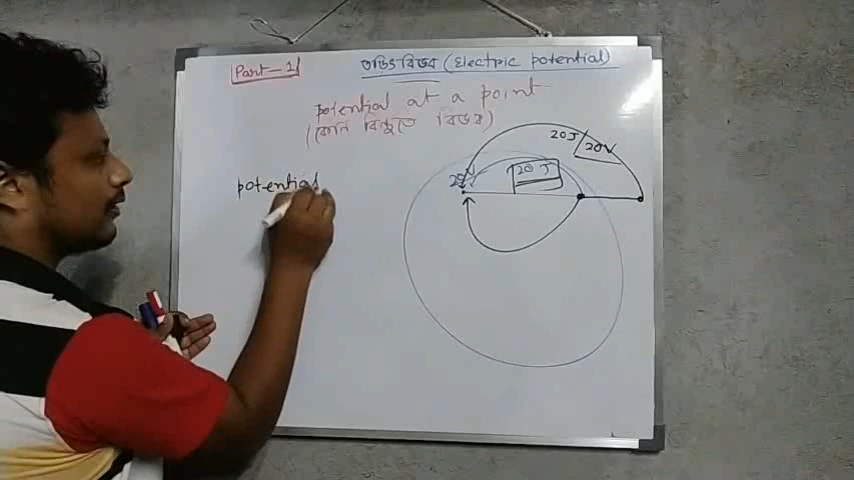 Part-1
তড়িৎ বিভব (Electric potential)
potential at a point
(কোন বিন্দুতে বিভব)
20J/20V
20 J
potential